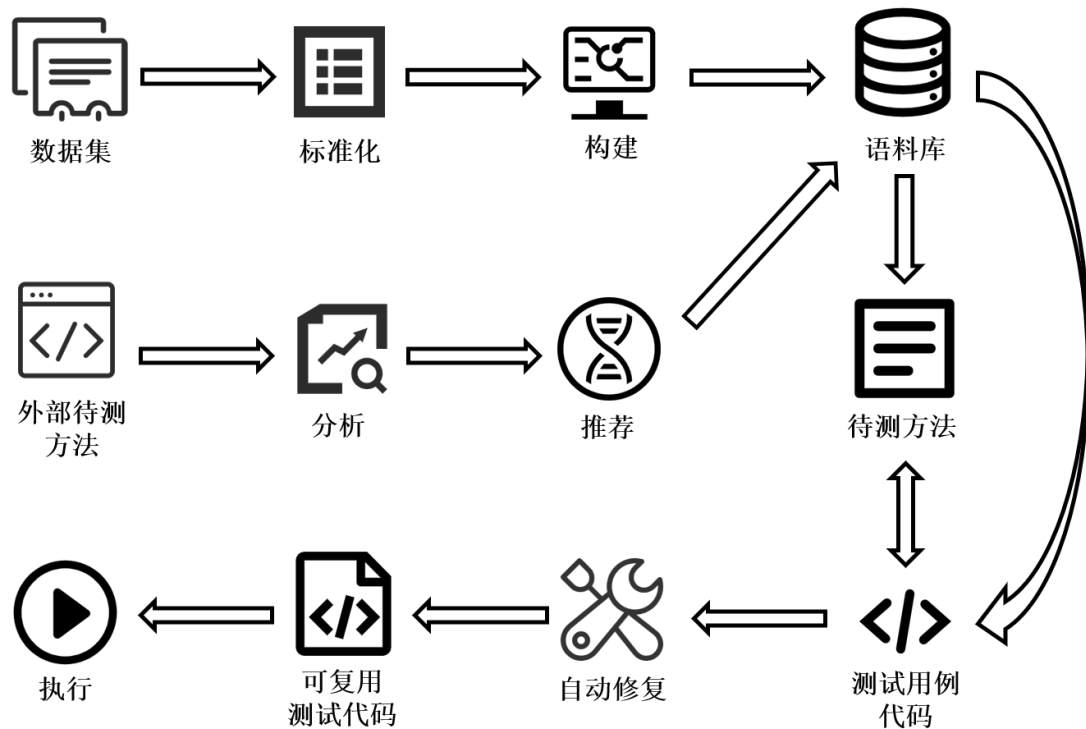 数据集
标准化
构建
语料库
外部待测
方法
分析
推荐
待测方法
执行
可复用
测试代码
自动修复
测试用例
代码